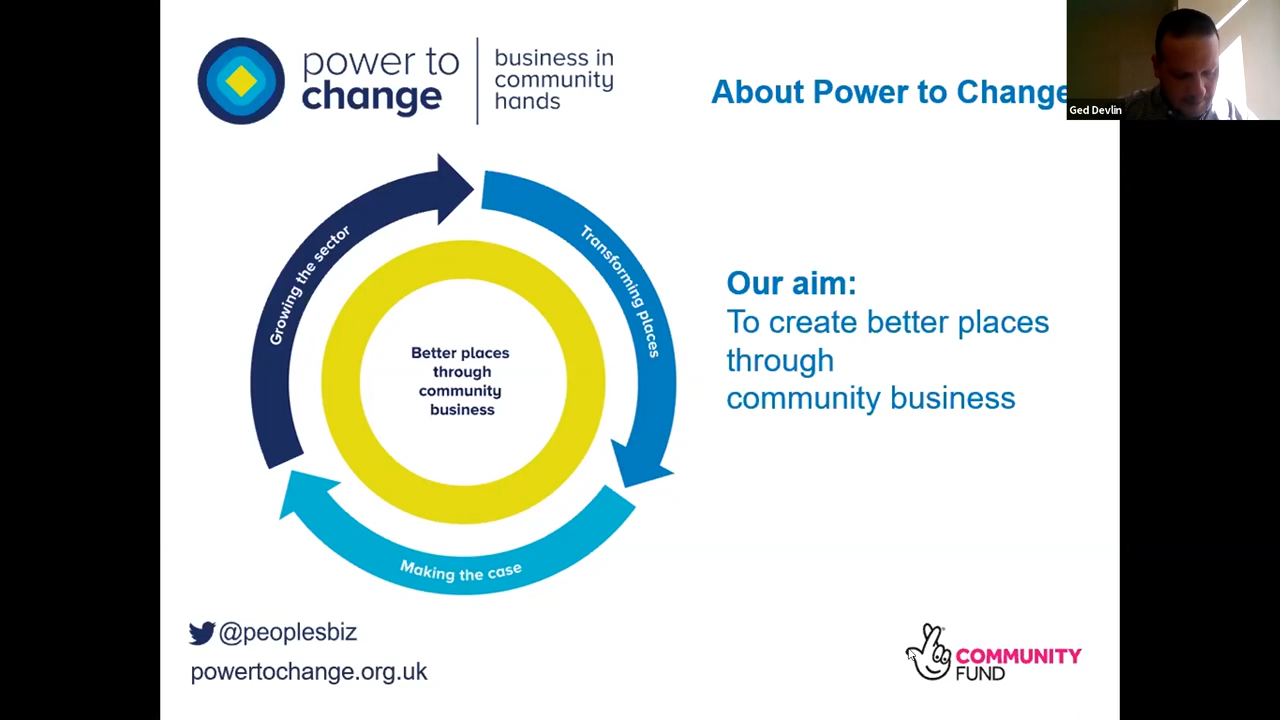 power to
change
business in
community
hands
About Power to Change
Ged Devlin
Growing the sector
Transforming places
Better places
through
community
business
Making the case
Our aim:
To create better places
through
community business
@peoplesbiz
powertochange.org.uk
COMMUNITY
FUND